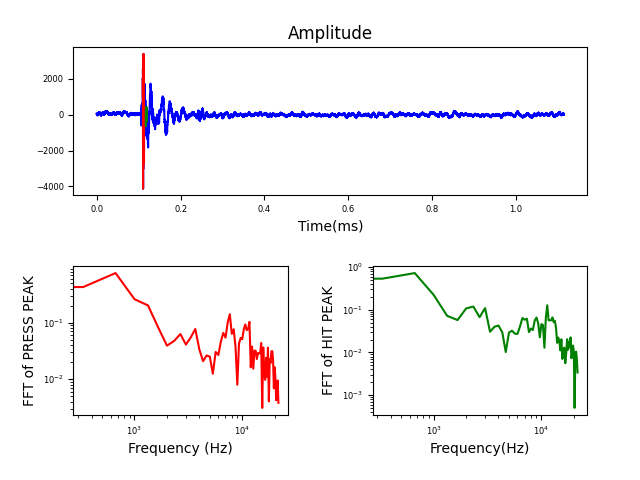 Amplitude
2000
0
−2000
−4000
0.0 0.2 0.4 0.6 0.8 1.0
Time(ms)
FFT of PRESS PEAK
10⁻¹
10⁻²
10³ 10⁴
Frequency (Hz)
FFT of HIT PEAK
10⁰
10⁻¹
10⁻²
10⁻³
10³ 10⁴
Frequency(Hz)